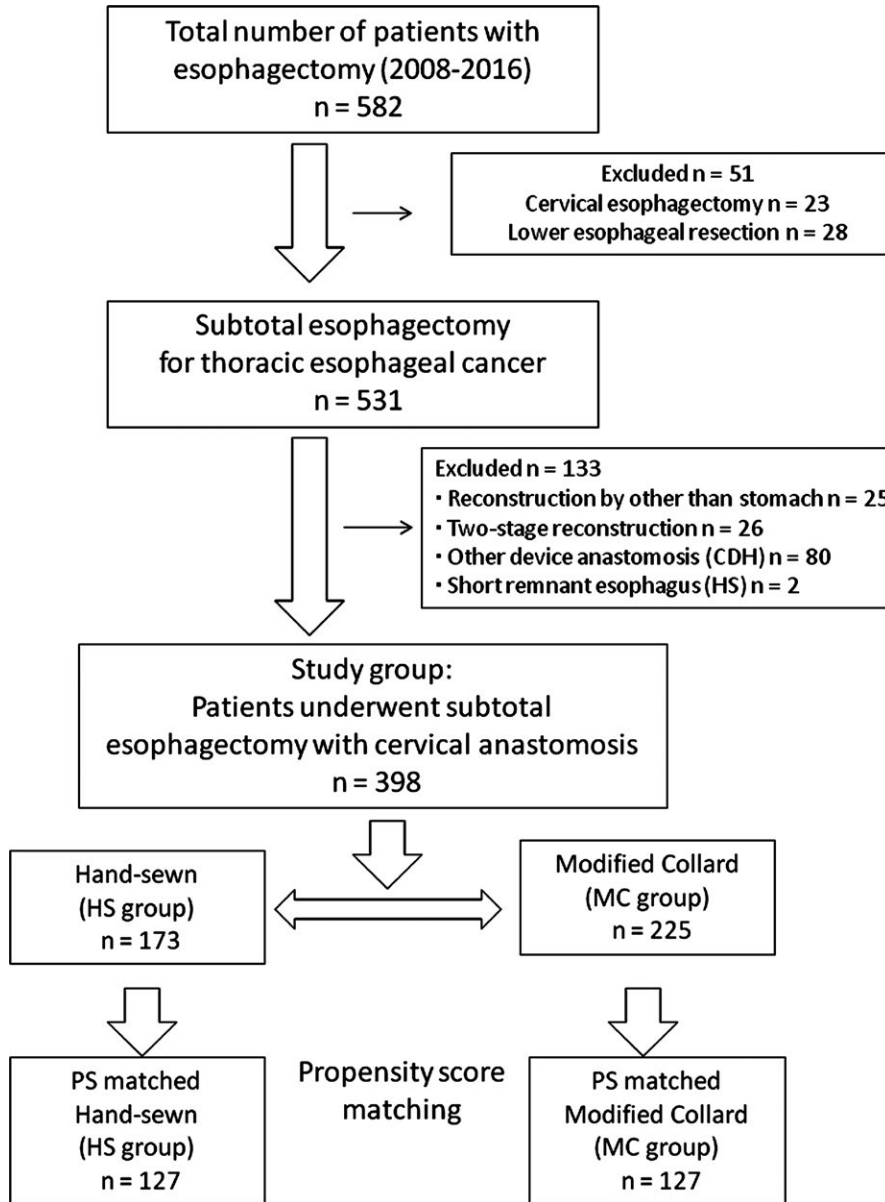 Total number of patients with
esophagectomy (2008-2016)
n = 582
Excluded n = 51
Cervical esophagectomy n = 23
Lower esophageal resection n = 28
Subtotal esophagectomy
for thoracic esophageal cancer
n = 531
Excluded n = 133
・Reconstruction by other than stomach n = 25
・Two-stage reconstruction n = 26
・Other device anastomosis (CDH) n = 80
・Short remnant esophagus (HS) n = 2
Study group:
Patients underwent subtotal
esophagectomy with cervical anastomosis
n = 398
Hand-sewn
(HS group)
n = 173
Modified Collard
(MC group)
n = 225
PS matched
Hand-sewn
(HS group)
n = 127
Propensity score
matching
PS matched
Modified Collard
(MC group)
n = 127